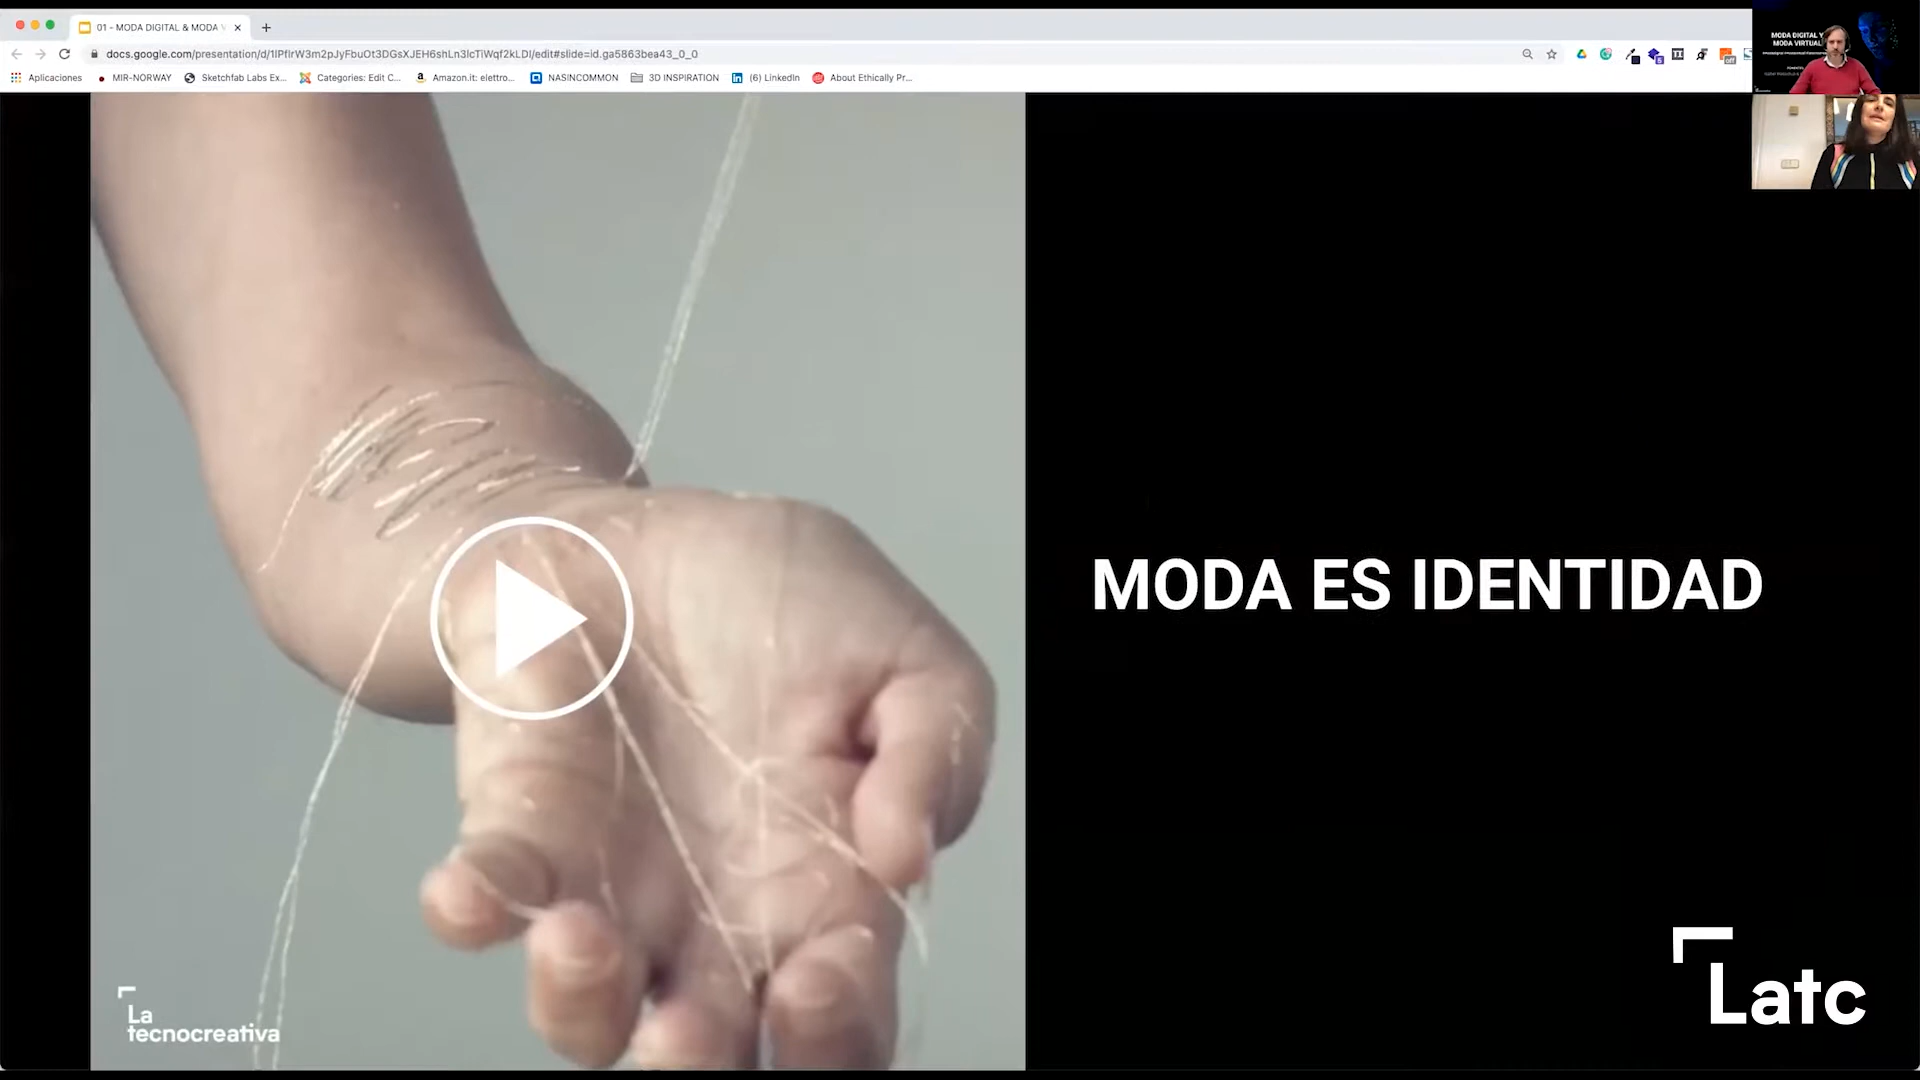 01 - MODA DIGITAL & MODA V
docs.google.com/presentation/d/1lPfIrW3m2pJyFbuOt3DGsXJEH6shLn3lcTiWqf2kLDI/edit#slide=id.ga5863bea43_0_0
Aplicaciones MIR-NORWAY Sketchfab Labs Ex... Categories: Edit C... Amazon.it: elettro... NASINCOMMON 3D INSPIRATION (6) LinkedIn About Ethically Pr...
off
MODA DIGITAL Y
MODA VIRTUAL
MODA ES IDENTIDAD
La
tecnocreativa
Latc